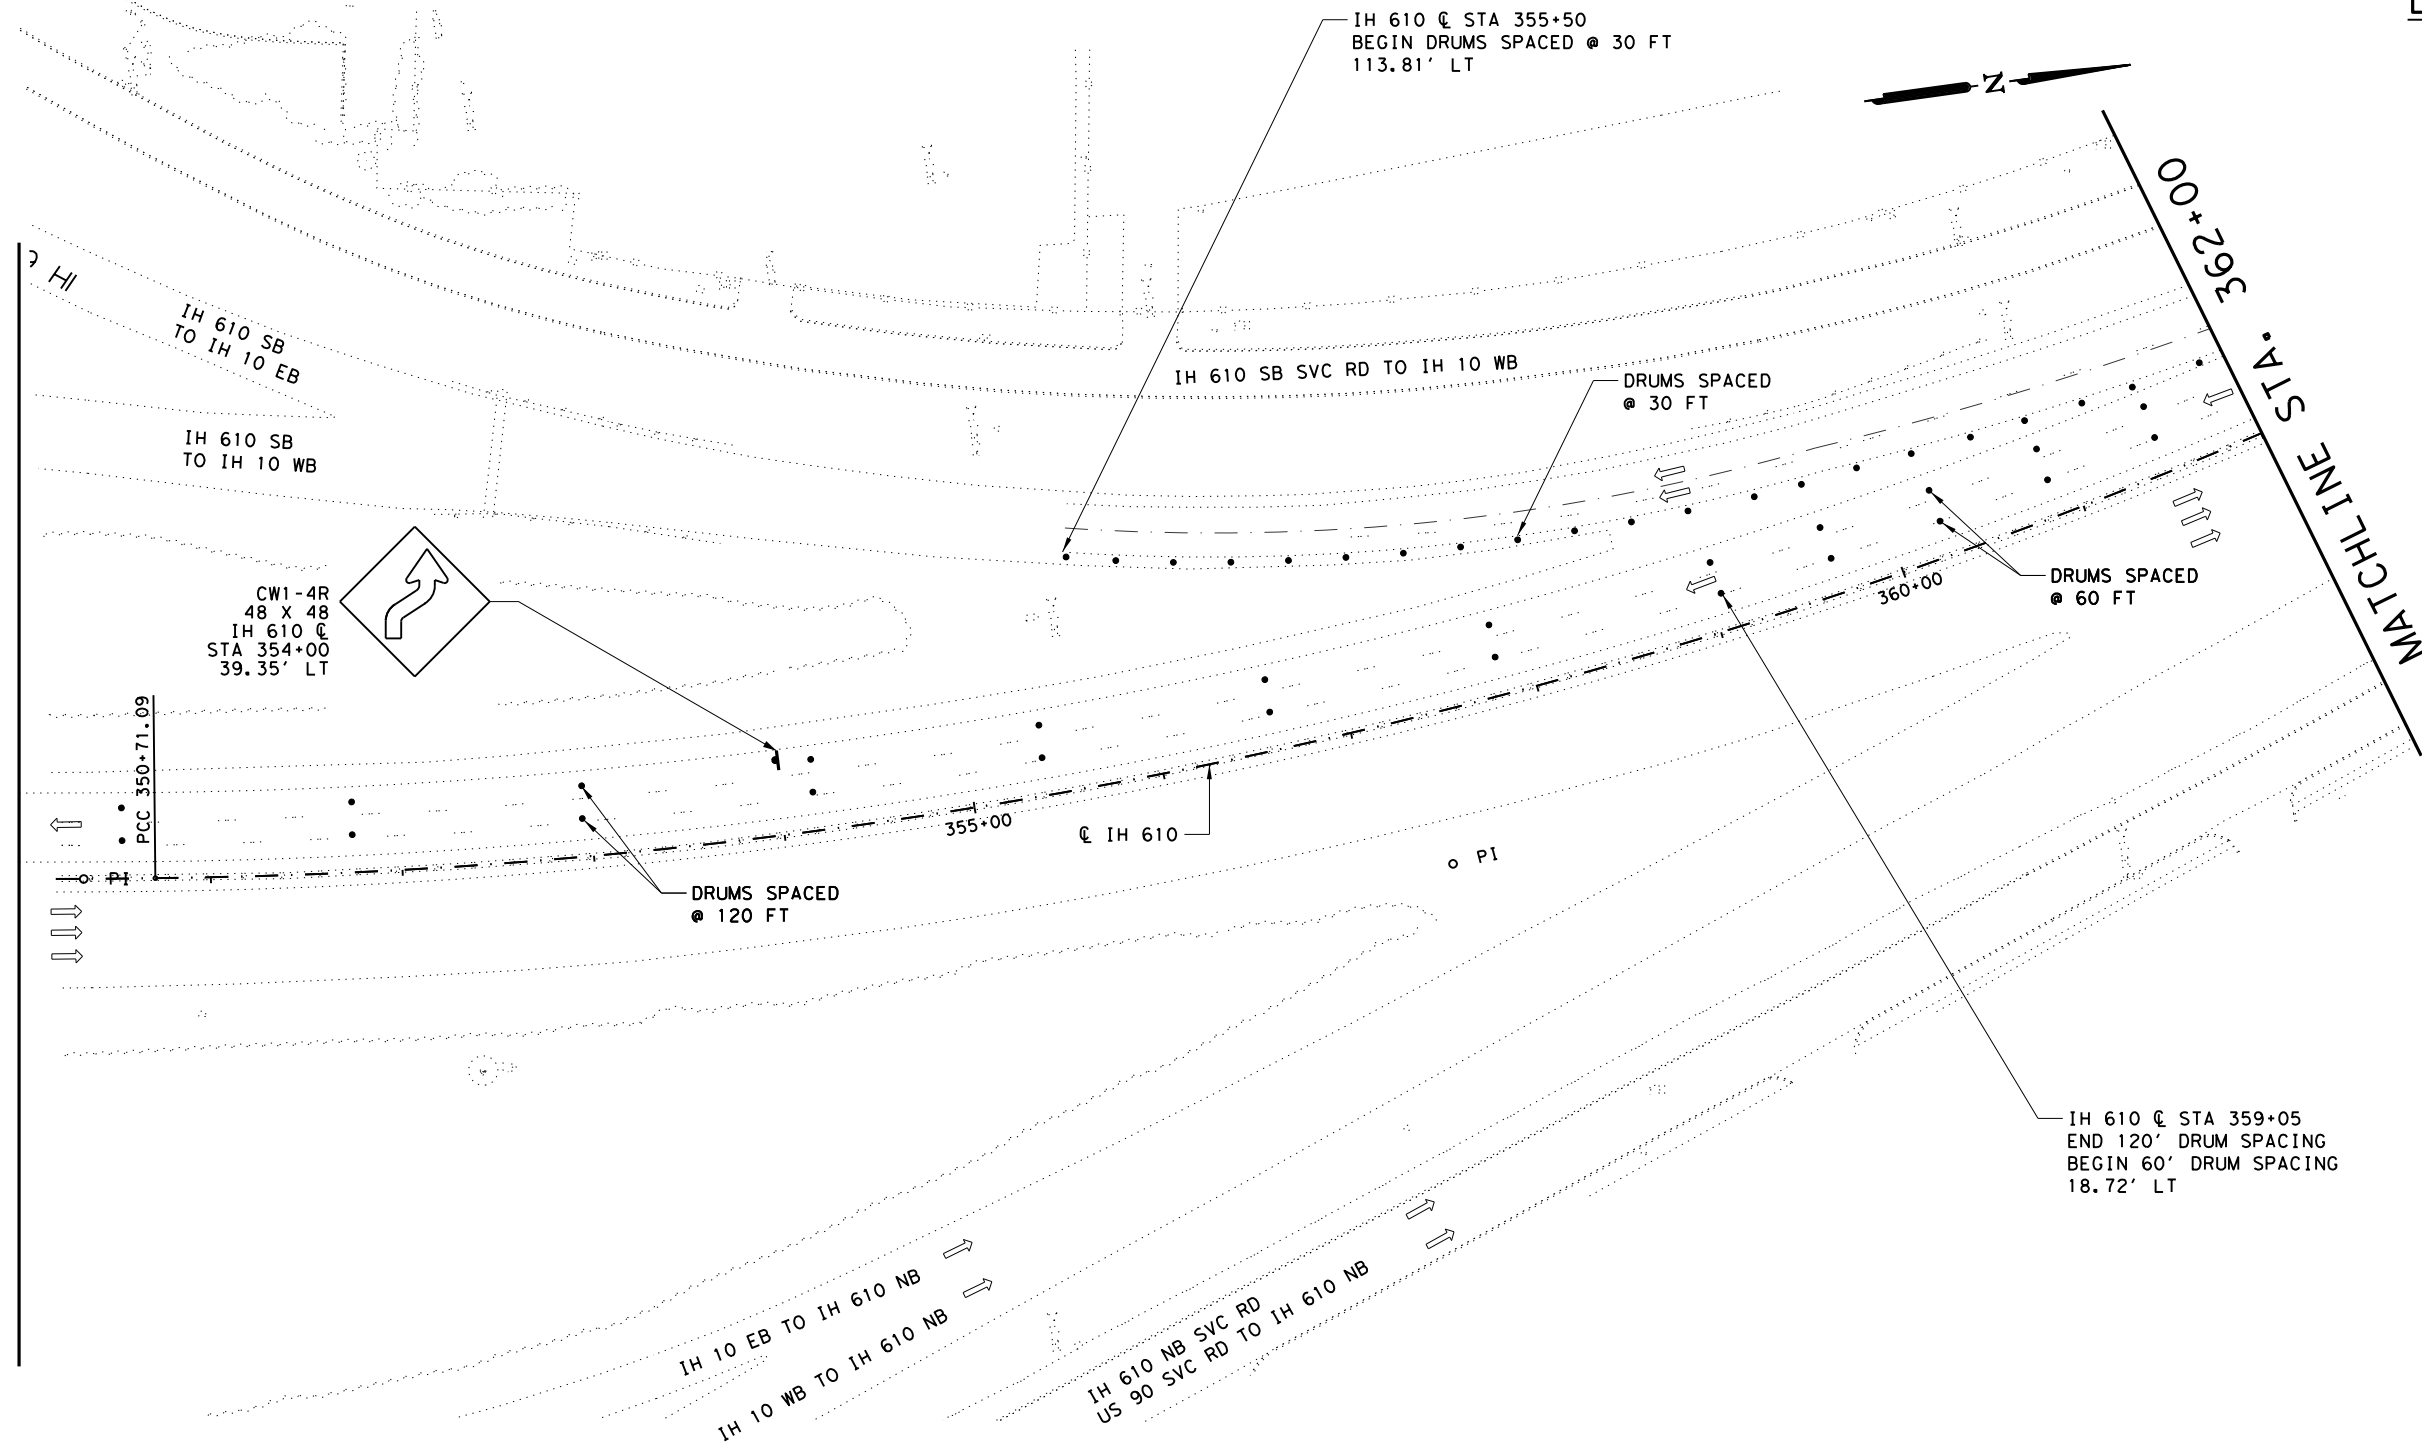 IH 610 ℄ STA 355+50
BEGIN DRUMS SPACED @ 30 FT
113.81' LT
N
MATCHLINE STA. 362+00
IH
IH 610 SB
TO IH 10 EB
IH 610 SB SVC RD TO IH 10 WB
DRUMS SPACED
@ 30 FT
IH 610 SB
TO IH 10 WB
CW1-4R
48 X 48
IH 610 ℄
STA 354+00
39.35' LT
DRUMS SPACED
@ 60 FT
360+00
PCC 350+71.09
355+00
℄ IH 610
PI
PI
DRUMS SPACED
@ 120 FT
IH 610 ℄ STA 359+05
END 120' DRUM SPACING
BEGIN 60' DRUM SPACING
18.72' LT
IH 10 EB TO IH 610 NB
IH 10 WB TO IH 610 NB
IH 610 NB SVC RD
US 90 SVC RD TO IH 610 NB